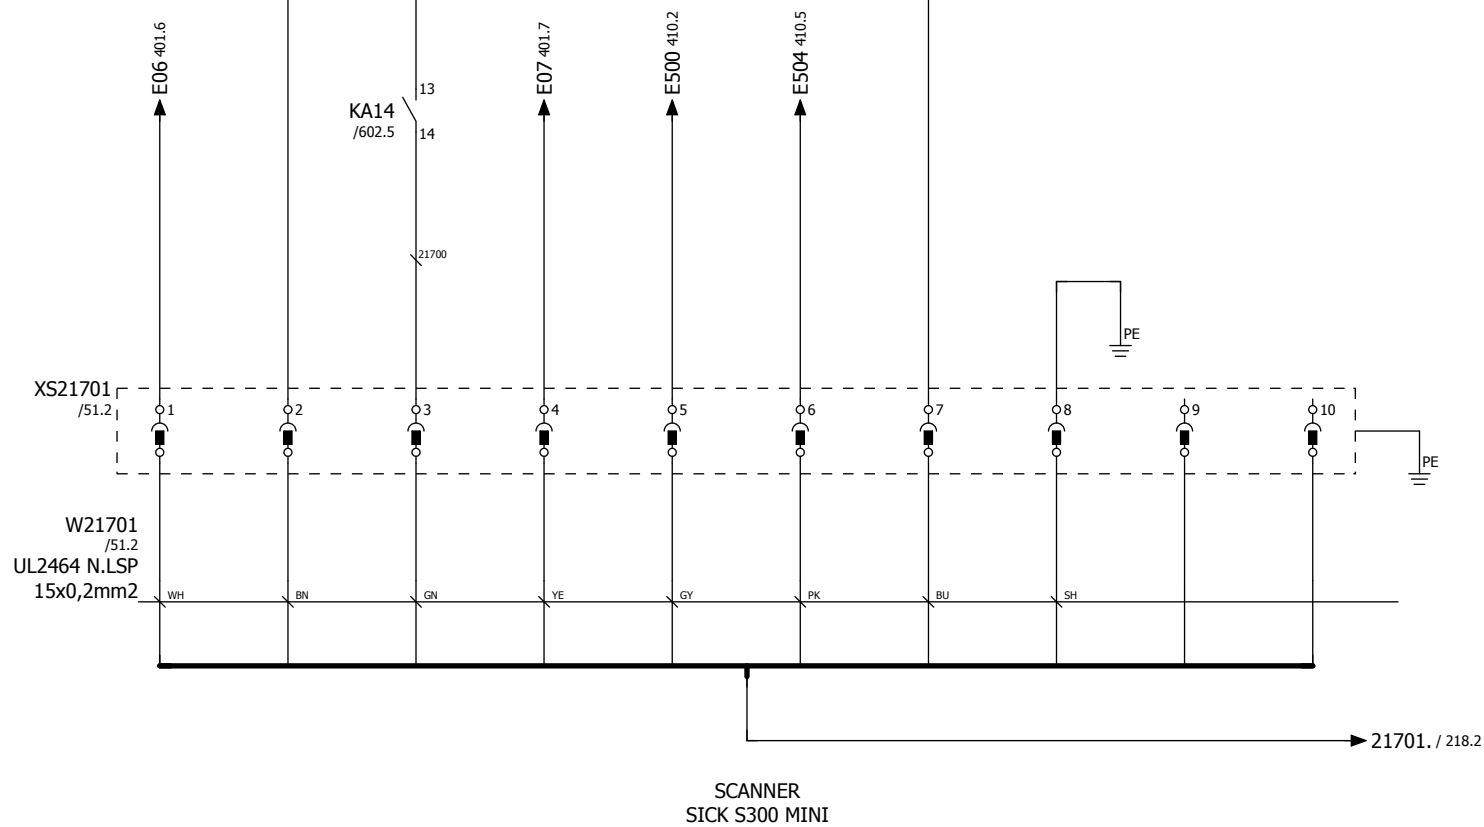 E06 401.6
E07 401.7
E500 410.2
E504 410.5
13
KA14
/602.5
14
21700
PE
XS21701
/51.2
1
2
3
4
5
6
7
8
9
10
PE
W21701
/51.2
UL2464 N.LSP
15x0,2mm2
WH
BN
GN
YE
GY
PK
BU
SH
21701. / 218.2
SCANNER
SICK S300 MINI